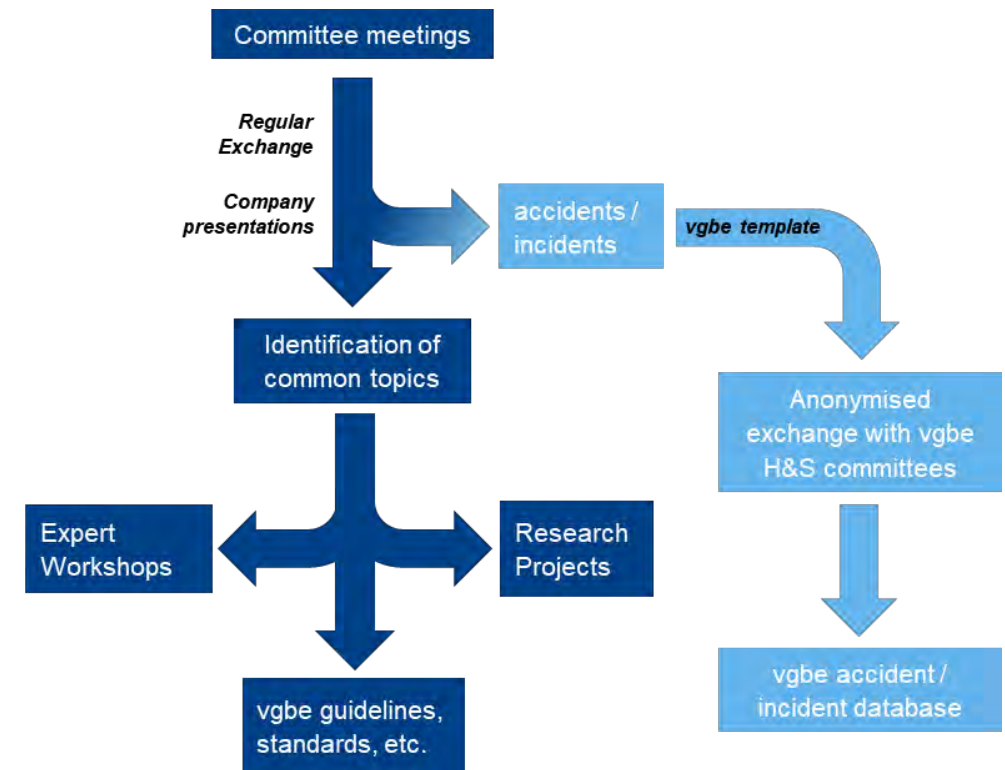 Committee meetings
Regular
Exchange
Company
presentations
accidents /
incidents
vgbe template
Identification of
common topics
Anonymised
exchange with vgbe
H&S committees
Expert
Workshops
Research
Projects
vgbe guidelines,
standards, etc.
vgbe accident /
incident database